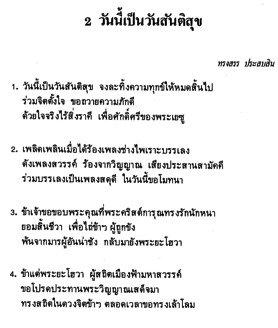 2 วันนี้เป็นวันสันติสุข
ทรงสรร ประสบสิน
1. วันนี้เป็นวันสันติสุข จงละทิ้งความทุกข์ให้หมดสิ้นไป
ร่วมจิตตั้งใจ ขอถวายความภักดี
ด้วยใจจริงไร้สิ่งราคี เพื่อศักดิ์ศรีของพระเยซู
2. เพลิดเพลินเมื่อได้ร้องเพลงช่างไพเราะบรรเลง
ดังเพลงสวรรค์ ร้องจากวิญญาณ เสียงประสานสามัคคี
ร่วมบรรเลงเป็นเพลงสดุดี ในวันนี้ขอโมทนา
3. ข้าเจ้าขอขอบพระคุณที่พระคริสต์การุณทรงรักนักหนา
ยอมสิ้นชีวา เพื่อไถ่ข้าฯ ผู้ถูกขัง
พ้นจากมารผู้อันน่าชัง กลับมายังพระยะโฮวา
4. ข้าแต่พระยะโฮวา ผู้สถิตเมืองฟ้ามหาสวรรค์
ขอโปรดประทานพระวิญญาณเสด็จมา
ทรงสถิตในดวงจิตข้าฯ ตลอดเวลาขอทรงเล้าโลม